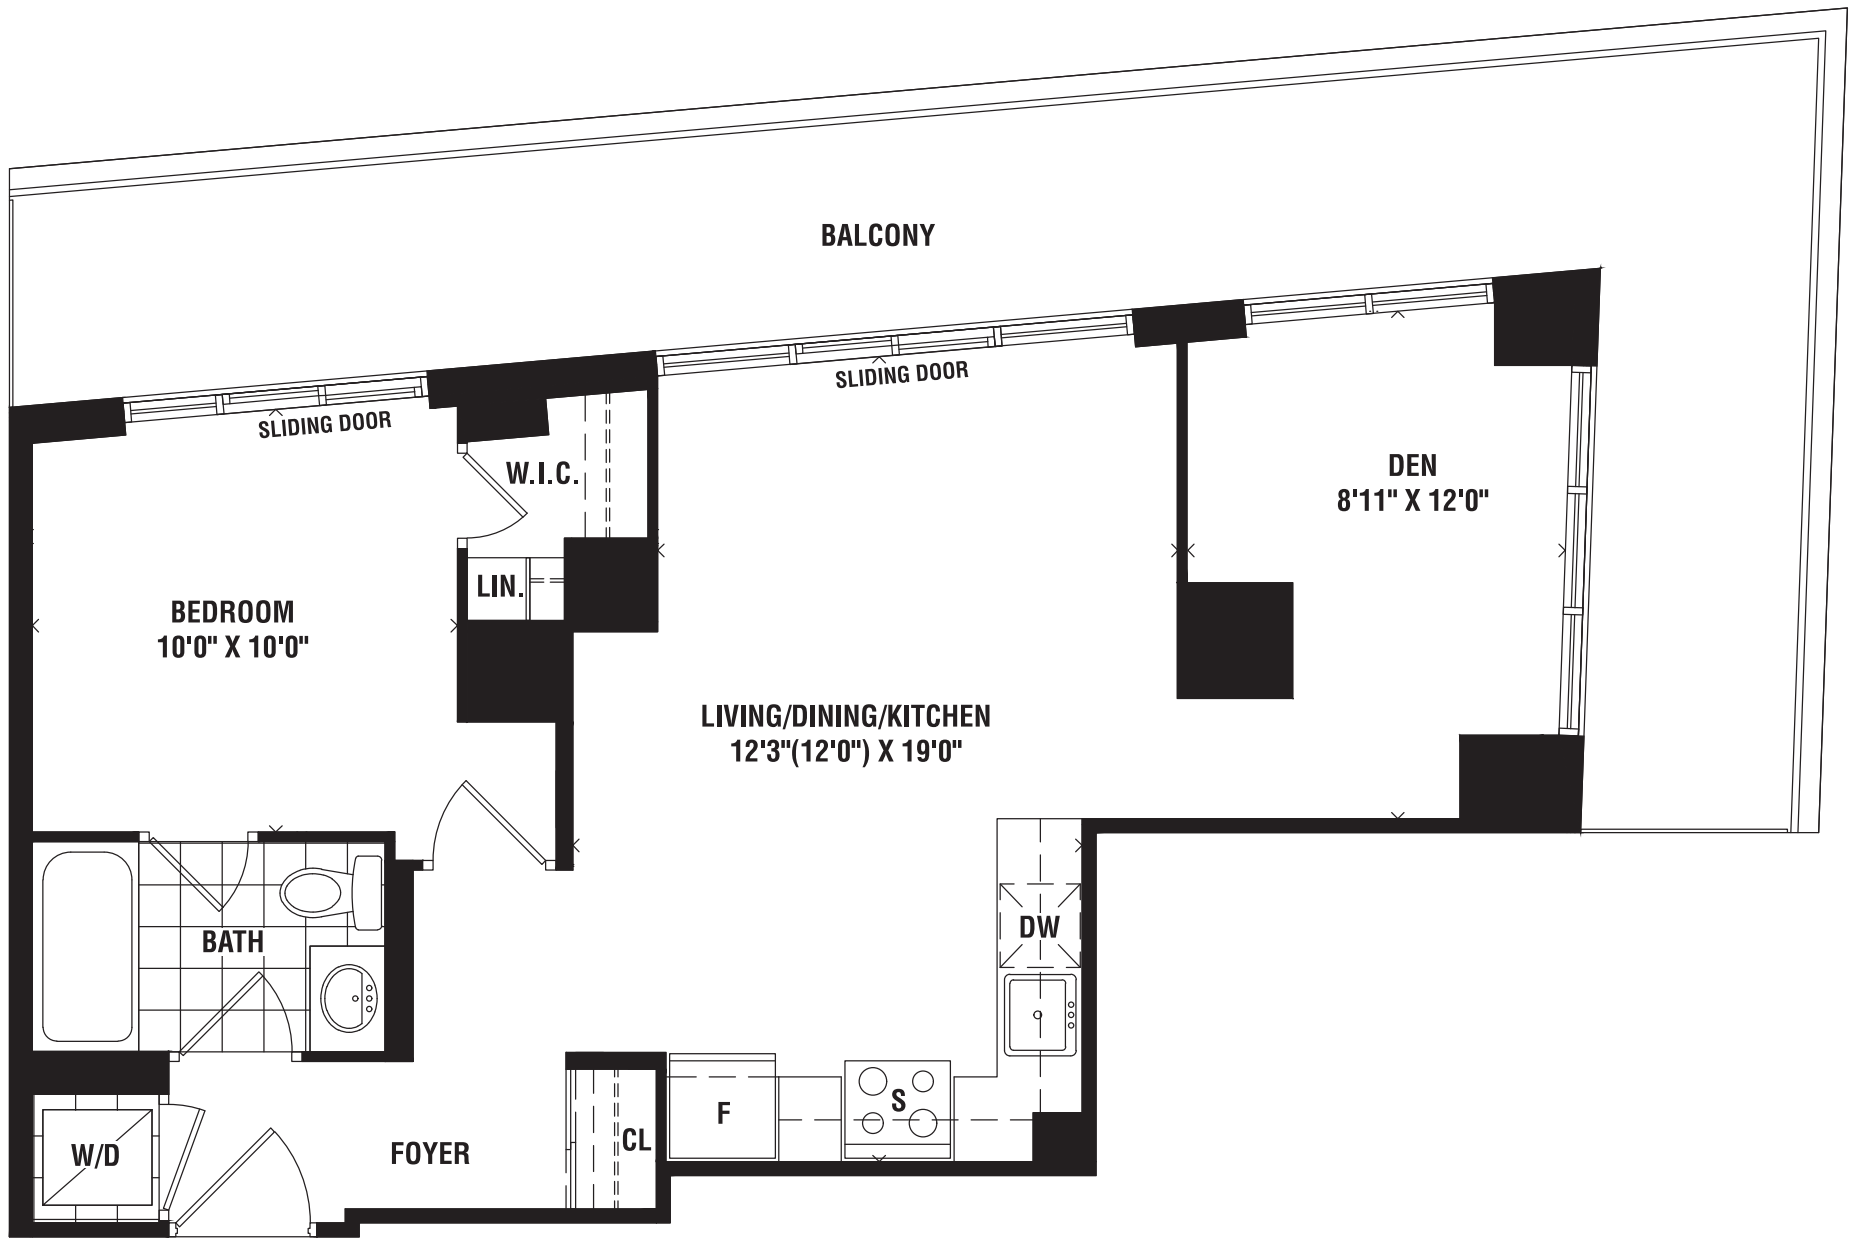 BALCONY
SLIDING DOOR
SLIDING DOOR
W.I.C.
DEN
8'11" X 12'0"
LIN.
BEDROOM
10'0" X 10'0"
LIVING/DINING/KITCHEN
12'3"(12'0") X 19'0"
BATH
DW
F
S
W/D
FOYER
CL